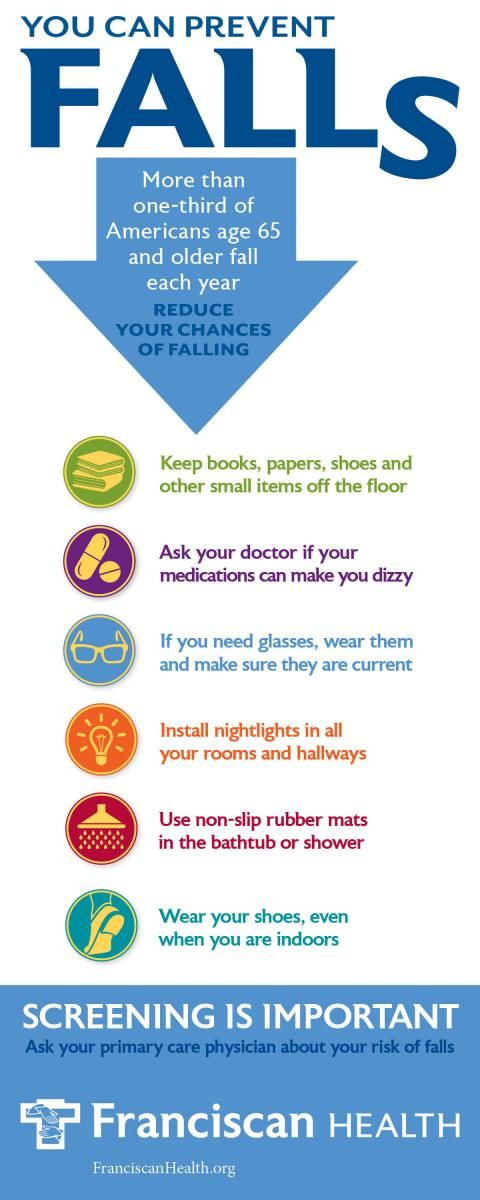 YOU CAN PREVENT
FALLS
More than
one-third of
Americans age 65
and older fall
each year
REDUCE
YOUR CHANCES
OF FALLING
Keep books, papers, shoes and
other small items off the floor
Ask your doctor if your
medications can make you dizzy
If you need glasses, wear them
and make sure they are current
Install nightlights in all
your rooms and hallways
Use non-slip rubber mats
in the bathtub or shower
Wear your shoes, even
when you are indoors
SCREENING IS IMPORTANT
Ask your primary care physician about your risk of falls
Franciscan HEALTH
FranciscanHealth.org